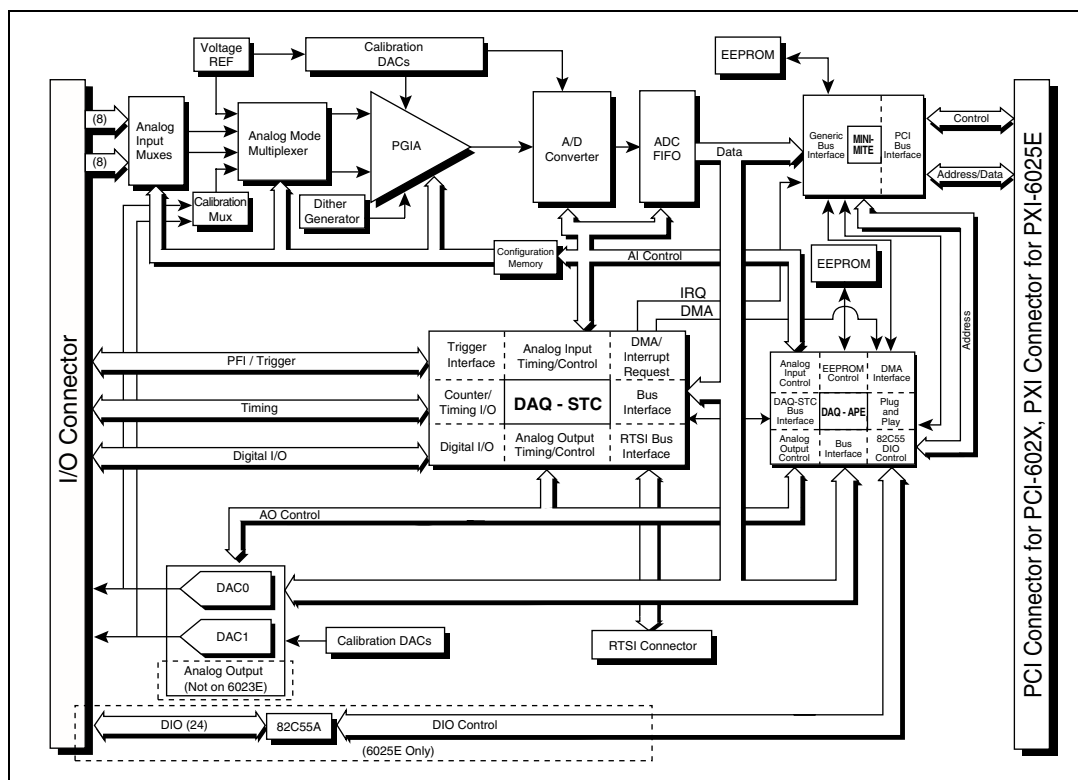 Voltage
REF
Calibration
DACs
EEPROM
(8)
(8)
Analog
Input
Muxes
Analog Mode
Multiplexer
PGIA
A/D
Converter
ADC
FIFO
Data
Generic
Bus
Interface
MINI-
MITE
PCI
Bus
Interface
Control
Address/Data
Calibration
Mux
Dither
Generator
Configuration
Memory
AI Control
EEPROM
IRQ
DMA
Address
I/O Connector
PCI Connector for PCI-602X, PXI Connector for PXI-6025E
PFI / Trigger
Timing
Digital I/O
Trigger
Interface
Analog Input
Timing/Control
DMA/
Interrupt
Request
Counter/
Timing I/O
DAQ - STC
Bus
Interface
Digital I/O
Analog Output
Timing/Control
RTSI Bus
Interface
Analog
Input
Control
EEPROM
Control
DMA
Interface
DAQ-STC
Bus
Interface
DAQ - APE
Plug
and
Play
Analog
Output
Control
Bus
Interface
82C55
DIO
Control
AO Control
DAC0
DAC1
Calibration DACs
RTSI Connector
Analog Output
(Not on 6023E)
DIO (24)
82C55A
DIO Control
(6025E Only)